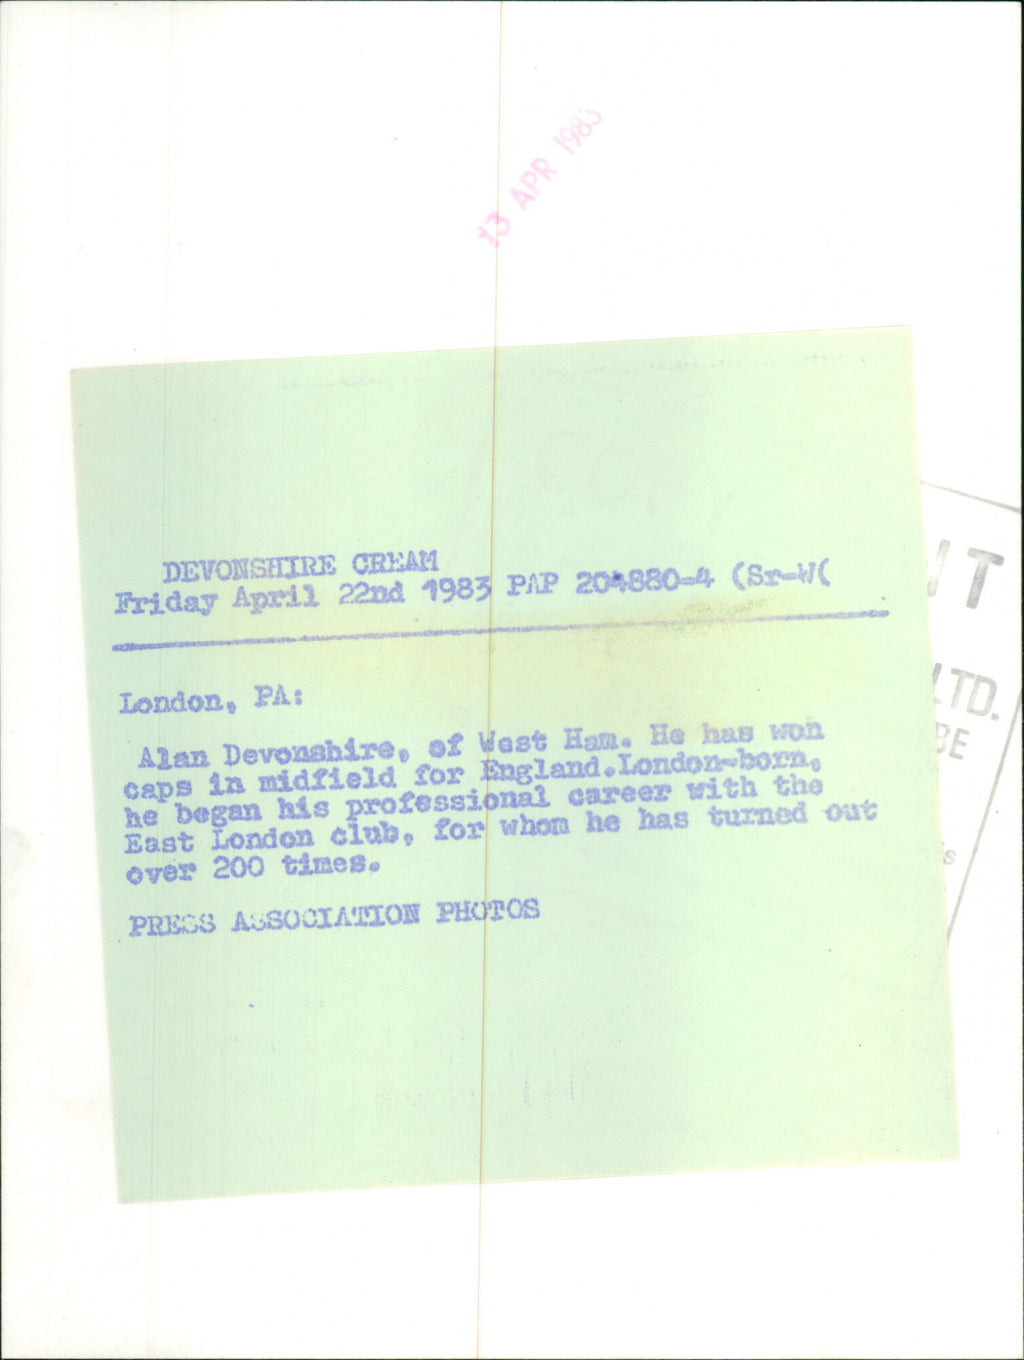 13 APR 1983
DEVONSHIRE CREAM
Friday April 22nd 1983 PAP 204880-4 (Sr-W(
London, PA:
Alan Devonshire, of West Ham. He has won
caps in midfield for England.London-born,
he began his professional career with the
East London club, for whom he has turned out
over 200 times.
PRESS ASSOCIATION PHOTOS
LTD.
BE